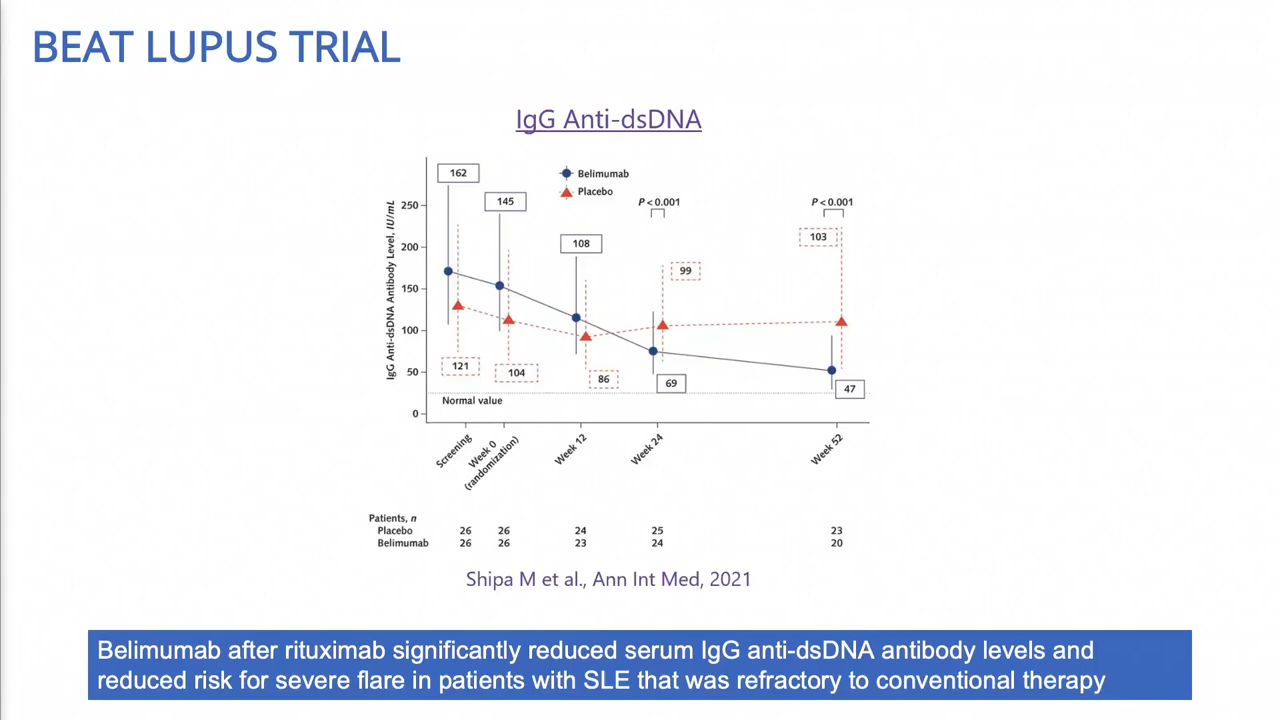 BEAT LUPUS TRIAL
IgG Anti-dsDNA
Belimumab
Placebo
P < 0.001
P < 0.001
162
145
108
99
103
121
104
86
69
47
IgG Anti-dsDNA Antibody Level, IU/mL
250
200
150
100
50
0
Normal value
Screening
Week 0
(randomization)
Week 12
Week 24
Week 52
Patients, n
Placebo 26 26 24 25 23
Belimumab 26 26 23 24 20
Shipa M et al., Ann Int Med, 2021
Belimumab after rituximab significantly reduced serum IgG anti-dsDNA antibody levels and
reduced risk for severe flare in patients with SLE that was refractory to conventional therapy